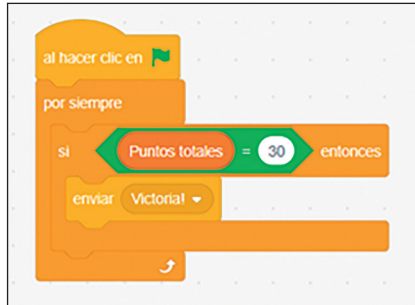 al hacer clic en
por siempre
si Puntos totales = 30 entonces
enviar Victoria!